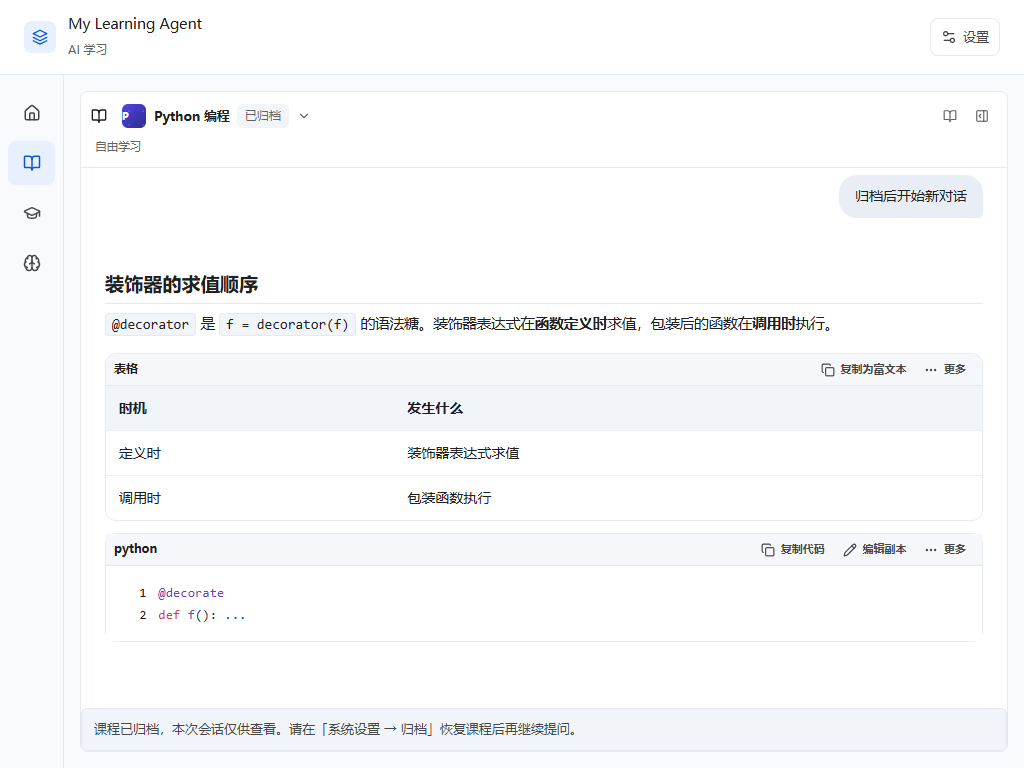 My Learning Agent
AI 学习
设置
P
Python 编程
已归档
自由学习
归档后开始新对话
装饰器的求值顺序
@decorator 是 f = decorator(f) 的语法糖。装饰器表达式在函数定义时求值，包装后的函数在调用时执行。
表格
复制为富文本
更多
时机 发生什么
定义时 装饰器表达式求值
调用时 包装函数执行
python
复制代码
编辑副本
更多
1 @decorate
2 def f(): ...
课程已归档，本次会话仅供查看。请在「系统设置 → 归档」恢复课程后再继续提问。